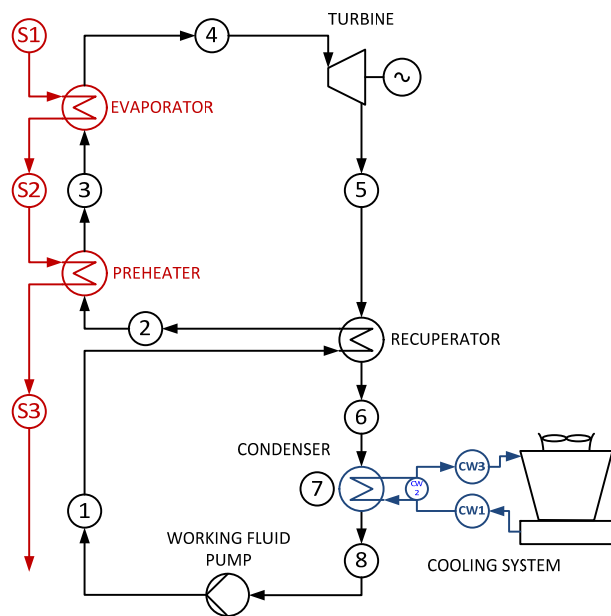 TURBINE
S1
4
~
EVAPORATOR
S2
3
5
PREHEATER
2
RECUPERATOR
S3
6
CONDENSER
7
CW
2
CW3
CW1
1
WORKING FLUID
PUMP
8
COOLING SYSTEM